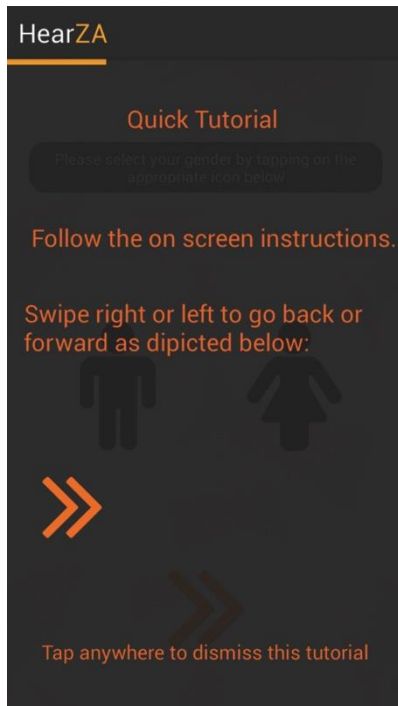 HearZA
Quick Tutorial
Please select your gender by tapping on the
appropriate icon below
Follow the on screen instructions.
Swipe right or left to go back or
forward as dipicted below:
Tap anywhere to dismiss this tutorial